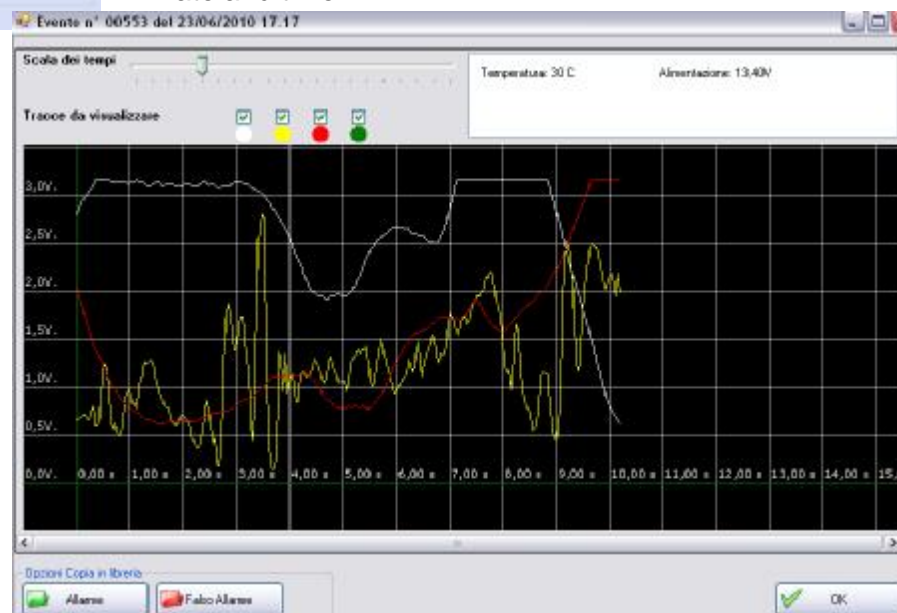 Evento n° 00553 del 23/06/2010 17.17
Scala dei tempi
Temperatura: 30 C Alimentazione: 13,40V
Tracce da visualizzare
3,0V.
2,5V.
2,0V.
1,5V.
1,0V.
0,5V.
0,0V. 0,00 s 1,00 s 2,00 s 3,00 s 4,00 s 5,00 s 6,00 s 7,00 s 8,00 s 9,00 s 10,00 s 11,00 s 12,00 s 13,00 s 14,00 s 15,
Opzioni Copia in libreria
Allarme Falso Allarme OK